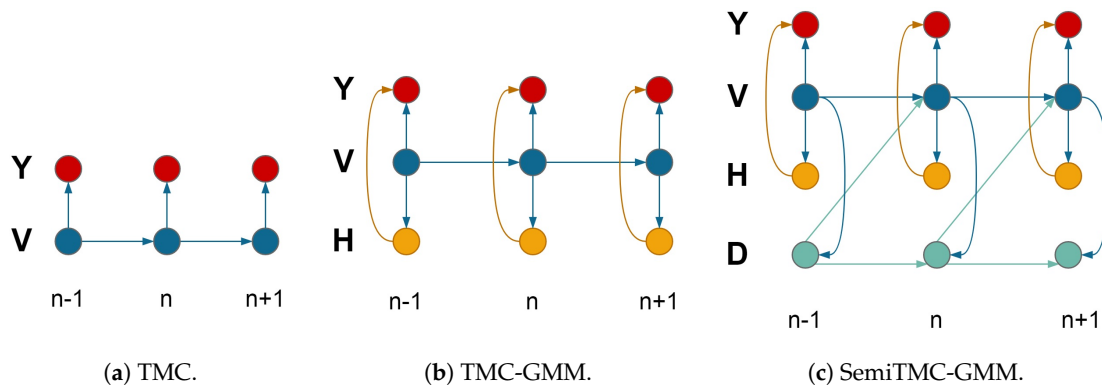 Y
V
n-1 n n+1
(a) TMC.
Y
V
H
n-1 n n+1
(b) TMC-GMM.
Y
V
H
D
n-1 n n+1
(c) SemiTMC-GMM.